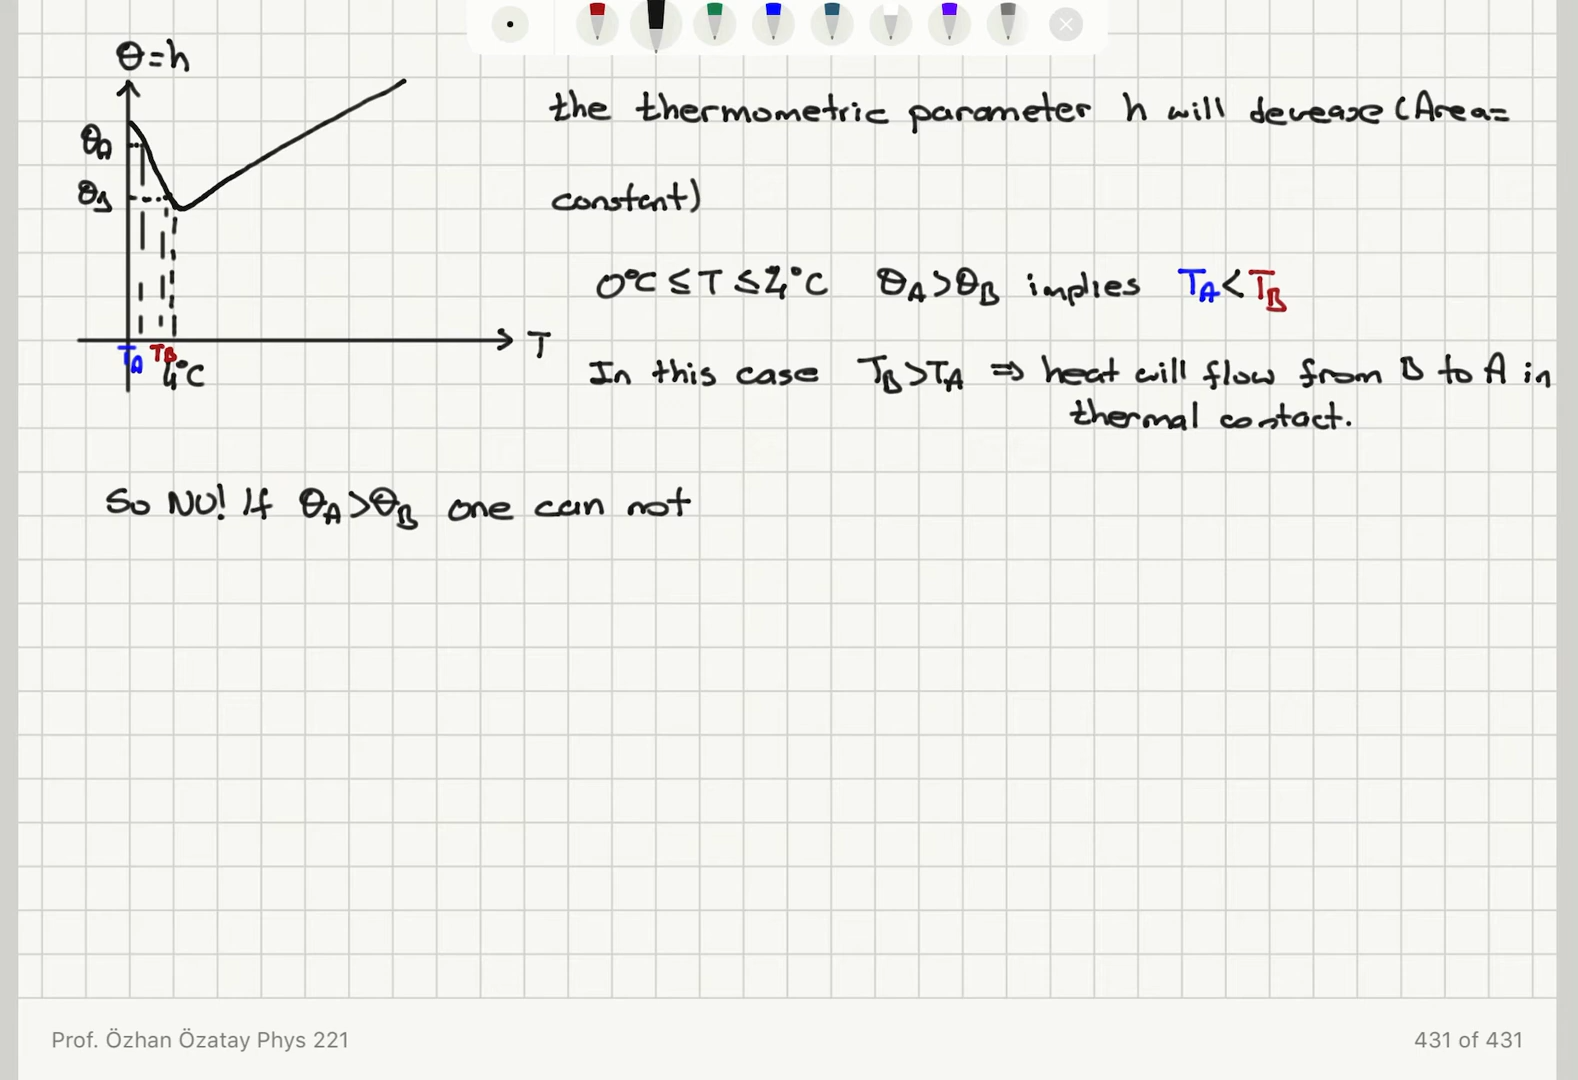 θ=h
the thermometric parameter h will decrease (Area=
constant)
θA
θB
0°C ≤ T ≤ 4°C θA>θB implies TA<TB
T
TA TB 4°C
In this case TB>TA ⇒ heat will flow from B to A in
thermal contact.
So NO! If θA>θB one can not
Prof. Özhan Özatay Phys 221
431 of 431